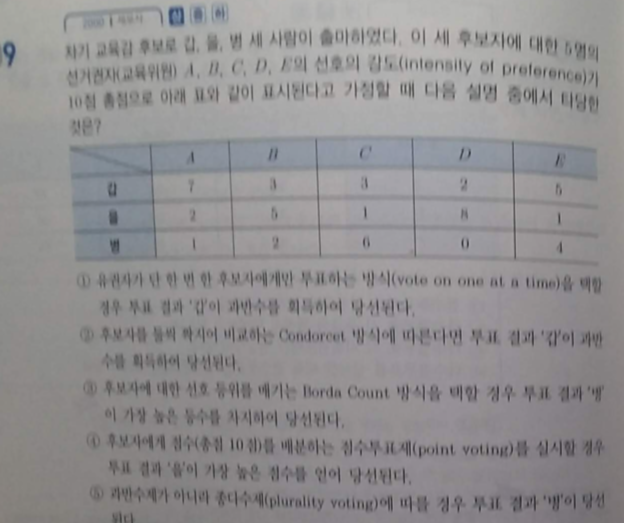 9
상 중 하
차기 교육감 후보로 갑, 을, 병 세 사람이 출마하였다. 이 세 후보자에 대한 5명의
선거권자(교육위원) A, B, C, D, E의 선호의 강도(intensity of preference)가
10점 총점으로 아래 표와 같이 표시된다고 가정할 때 다음 설명 중에서 타당한
것은?
A B C D E
갑 7 3 3 2 5
을 2 5 1 8 1
병 1 2 6 0 4
① 유권자가 단 한 번 한 후보자에게만 투표하는 방식(vote on one at a time)을 택할
경우 투표 결과 '갑'이 과반수를 획득하여 당선된다.
② 후보자를 둘씩 짝지어 비교하는 Condorcet 방식에 따른다면 투표 결과 '갑'이 과반
수를 획득하여 당선된다.
③ 후보자에 대한 선호 등위를 매기는 Borda Count 방식을 택할 경우 투표 결과 '병'
이 가장 높은 등수를 차지하여 당선된다.
④ 후보자에게 점수(총점 10점)를 배분하는 점수투표제(point voting)를 실시할 경우
투표 결과 '을'이 가장 높은 점수를 얻어 당선된다.
⑤ 과반수제가 아니라 종다수제(plurality voting)에 따를 경우 투표 결과 '병'이 당선
된다.